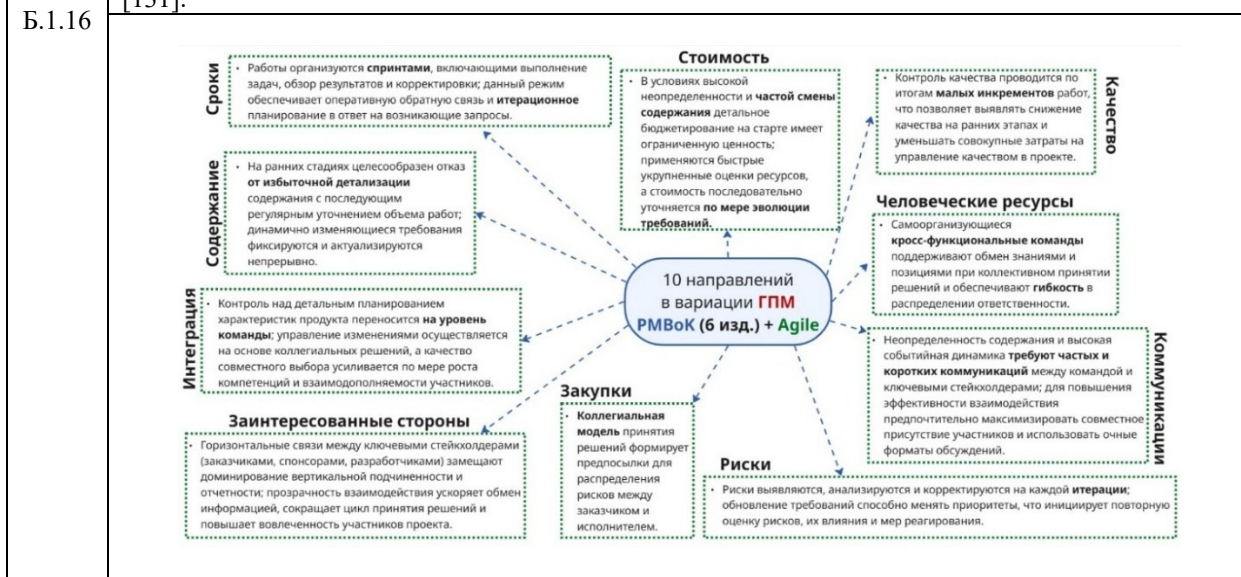 [151].
Б.1.16
Стоимость
Сроки
• Работы организуются спринтами, включающими выполнение
задач, обзор результатов и корректировки; данный режим
обеспечивает оперативную обратную связь и итерационное
планирование в ответ на возникающие запросы.
• В условиях высокой
неопределенности и частой смены
содержания детальное
бюджетирование на старте имеет
ограниченную ценность;
применяются быстрые
укрупненные оценки ресурсов,
а стоимость последовательно
уточняется по мере эволюции
требований.
Качество
• Контроль качества проводится по
итогам малых инкрементов работ,
что позволяет выявлять снижение
качества на ранних этапах и
уменьшать совокупные затраты на
управление качеством в проекте.
Содержание
• На ранних стадиях целесообразен отказ
от избыточной детализации
содержания с последующим
регулярным уточнением объема работ;
динамично изменяющиеся требования
фиксируются и актуализируются
непрерывно.
Человеческие ресурсы
• Самоорганизующиеся
кросс-функциональные команды
поддерживают обмен знаниями и
позициями при коллективном принятии
решений и обеспечивают гибкость в
распределении ответственности.
10 направлений
в вариации ГПМ
PMBoK (6 изд.) + Agile
Интеграция
• Контроль над детальным планированием
характеристик продукта переносится на уровень
команды; управление изменениями осуществляется
на основе коллегиальных решений, а качество
совместного выбора усиливается по мере роста
компетенций и взаимодополняемости участников.
Коммуникации
• Неопределенность содержания и высокая
событийная динамика требуют частых и
коротких коммуникаций между командой и
ключевыми стейкхолдерами; для повышения
эффективности взаимодействия
предпочтительно максимизировать совместное
присутствие участников и использовать очные
форматы обсуждений.
Заинтересованные стороны
• Горизонтальные связи между ключевыми стейкхолдерами
(заказчиками, спонсорами, разработчиками) замещают
доминирование вертикальной подчиненности и
отчетности; прозрачность взаимодействия ускоряет обмен
информацией, сокращает цикл принятия решений и
повышает вовлеченность участников проекта.
Закупки
• Коллегиальная
модель принятия
решений формирует
предпосылки для
распределения
рисков между
заказчиком и
исполнителем.
Риски
• Риски выявляются, анализируются и корректируются на каждой итерации;
обновление требований способно менять приоритеты, что инициирует повторную
оценку рисков, их влияния и мер реагирования.